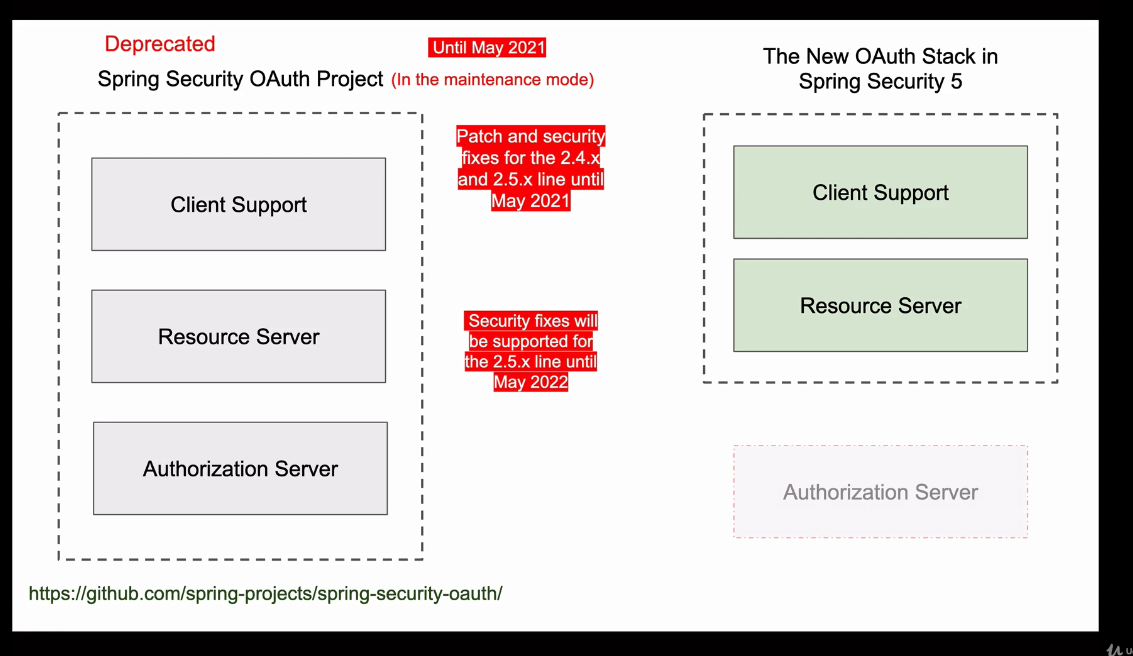 Deprecated
Until May 2021
Spring Security OAuth Project (In the maintenance mode)
The New OAuth Stack in
Spring Security 5
Patch and security
fixes for the 2.4.x
and 2.5.x line until
May 2021
Client Support
Resource Server
Authorization Server
Security fixes will
be supported for
the 2.5.x line until
May 2022
Client Support
Resource Server
Authorization Server
https://github.com/spring-projects/spring-security-oauth/